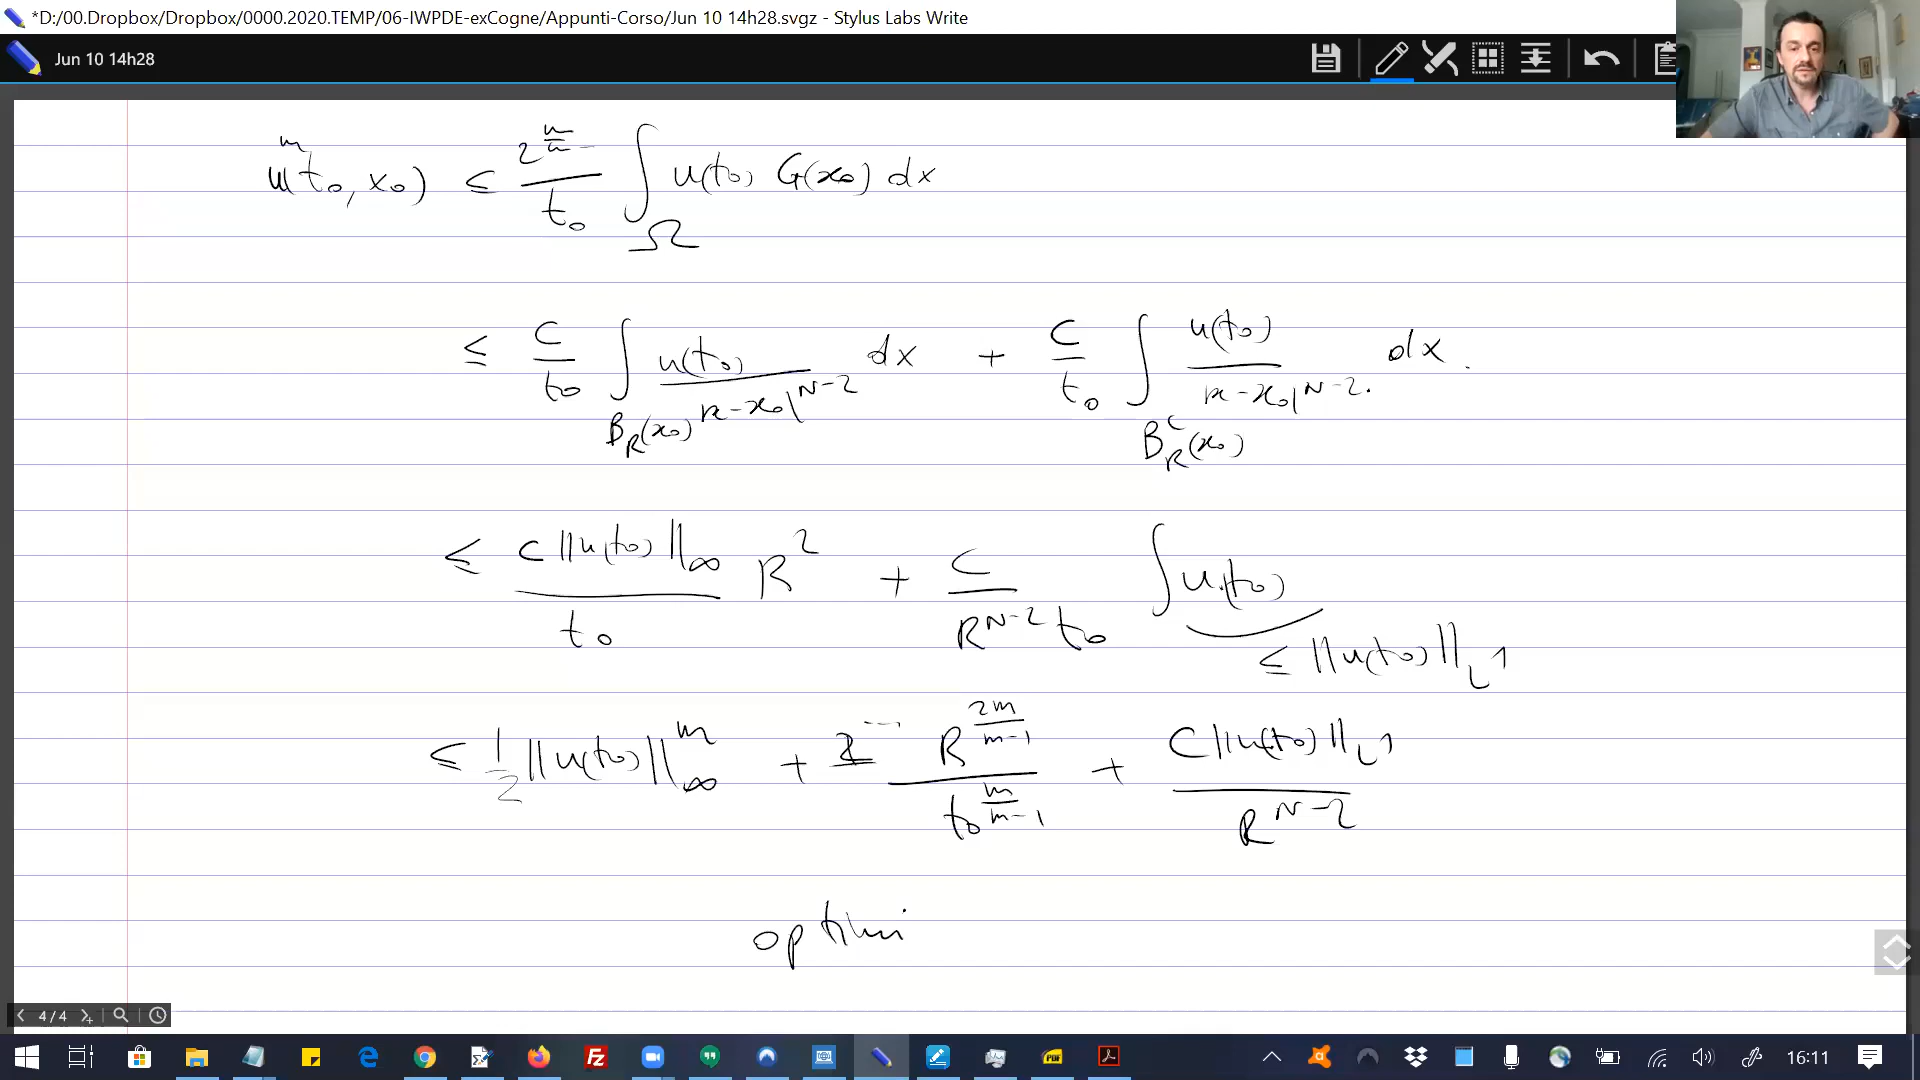 *D:/00.Dropbox/Dropbox/0000.2020.TEMP/06-IWPDE-exCogne/Appunti-Corso/Jun 10 14h28.svgz - Stylus Labs Write
Jun 10 14h28
u^m(t₀, x₀) ≤ 2^{m/m-} / t₀ ∫_Ω u(t₀) G(x₀) dx
≤ C/t₀ ∫_{B_R(x₀)} u(t₀) / |x-x₀|^{N-2} dx + C/t₀ ∫_{B_R^c(x₀)} u(t₀) / |x-x₀|^{N-2} dx.
≤ C ||u(t₀)||_∞ / t₀ R² + C / R^{N-2} t₀ ∫ u(t₀)
≤ ||u(t₀)||_{L¹}
≤ 1/2 ||u(t₀)||_∞^m + 2^{...} R^{2m/m-1} / t₀^{m/m-1} + C ||u(t₀)||_{L¹} / R^{N-2}
optimi
4/4
16:11